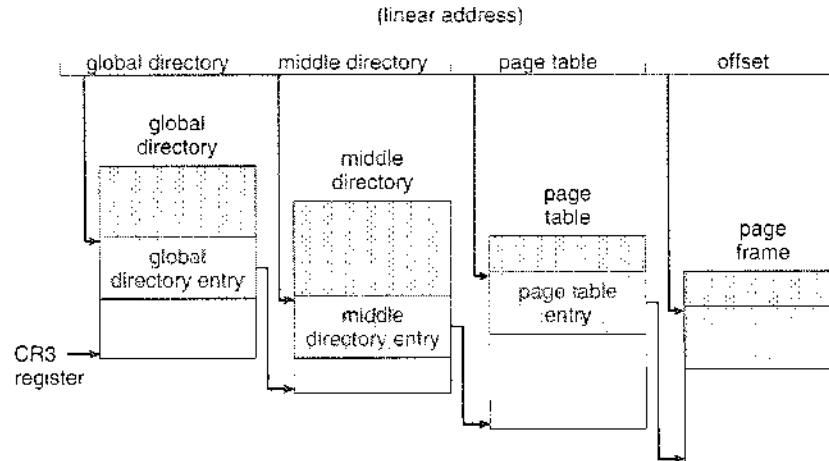 (linear address)
global directory
middle directory
page table
offset
global
directory
middle
directory
page
table
page
frame
global
directory entry
page table
entry
middle
directory entry
CR3
register